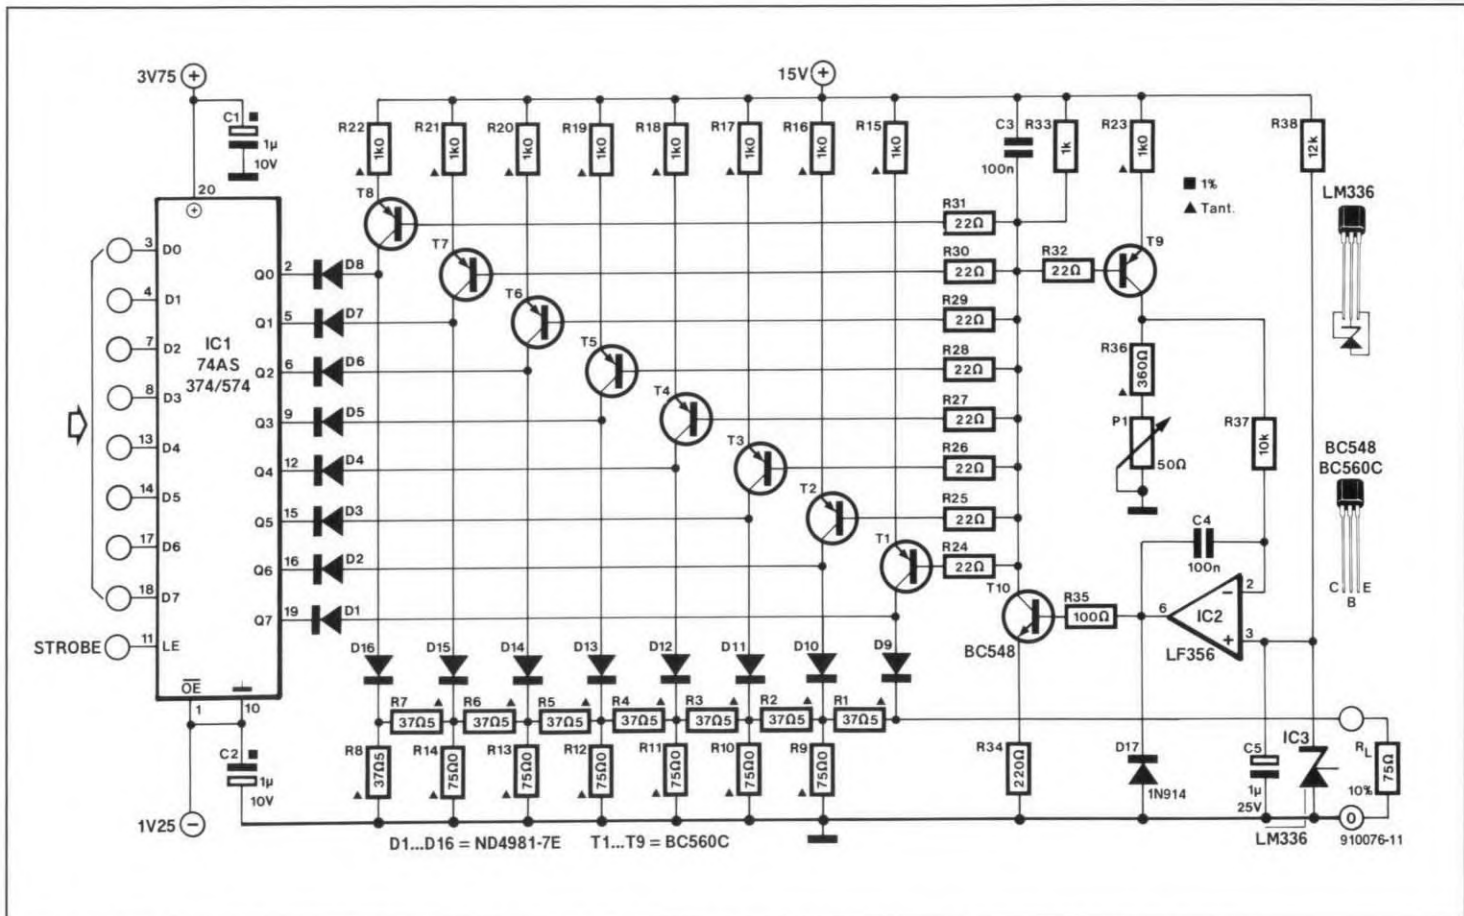 3V75 +
15V +
C1 ■
1µ
10V
R22 1k0
R21 1k0
R20 1k0
R19 1k0
R18 1k0
R17 1k0
R16 1k0
R15 1k0
C3
100n
R33 1k
R23 1k0
R38 12k
■ 1%
▲ Tant.
LM336
20
+
IC1
74AS
374/574
3 D0
4 D1
7 D2
8 D3
13 D4
14 D5
17 D6
18 D7
STROBE 11 LE
OE
1
10
Q0 2 D8
Q1 5 D7
Q2 6 D6
Q3 9 D5
Q4 12 D4
Q5 15 D3
Q6 16 D2
Q7 19 D1
T8
T7
T6
T5
T4
T3
T2
T1
R31
22Ω
R30
22Ω
R29
22Ω
R28
22Ω
R27
22Ω
R26
22Ω
R25
22Ω
R24
22Ω
R32
22Ω
T9
R36 360Ω
P1
50Ω
R37 10k
BC548
BC560C
C B E
C4
100n
T10
BC548
R35
100Ω
6 IC2 − 2
+ 3
LF356
D16 D15 D14 D13 D12 D11 D10 D9
R7 R6 R5 R4 R3 R2 R1
37Ω5 37Ω5 37Ω5 37Ω5 37Ω5 37Ω5 37Ω5
R8 R14 R13 R12 R11 R10 R9
37Ω5 75Ω0 75Ω0 75Ω0 75Ω0 75Ω0 75Ω0
R34 220Ω
D17
1N914
C5
1µ
25V
IC3
LM336
RL 75Ω
10%
0
910076-11
C2 ■
1µ
10V
1V25 −
D1...D16 = ND4981-7E T1...T9 = BC560C